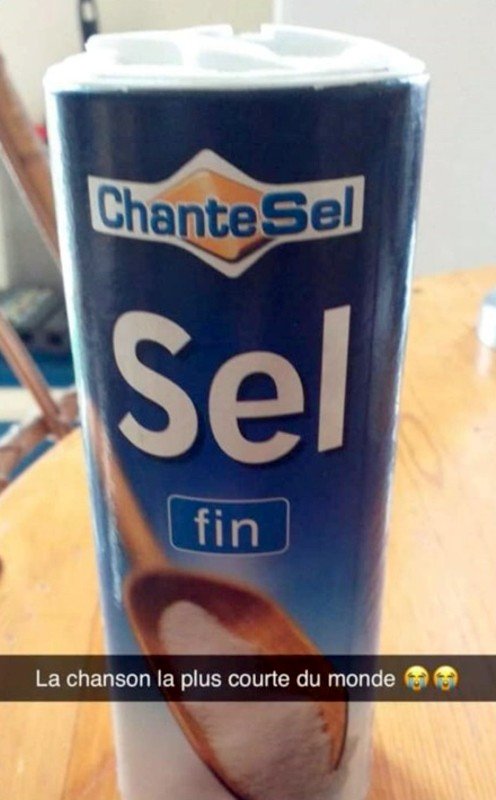 ChanteSel
Sel
fin
La chanson la plus courte du monde 😭😭